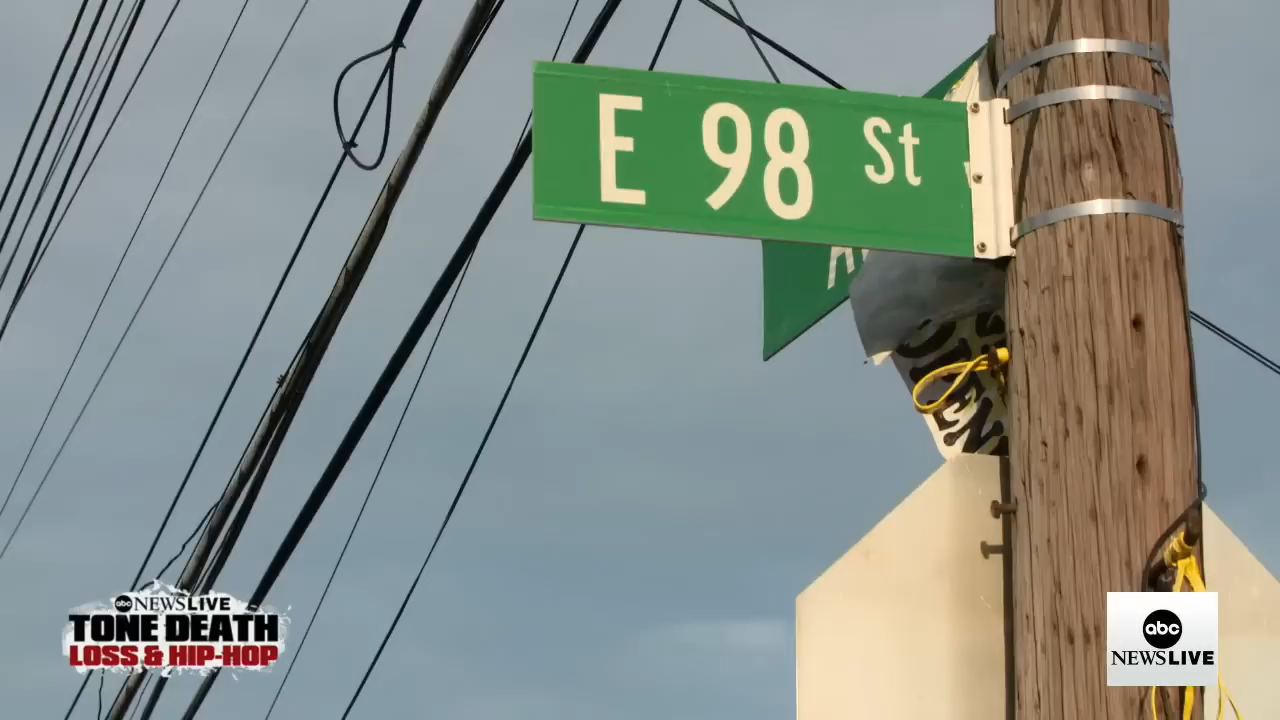 E 98 St
abc NEWS LIVE
TONE DEATH
LOSS & HIP-HOP
abc
NEWS LIVE